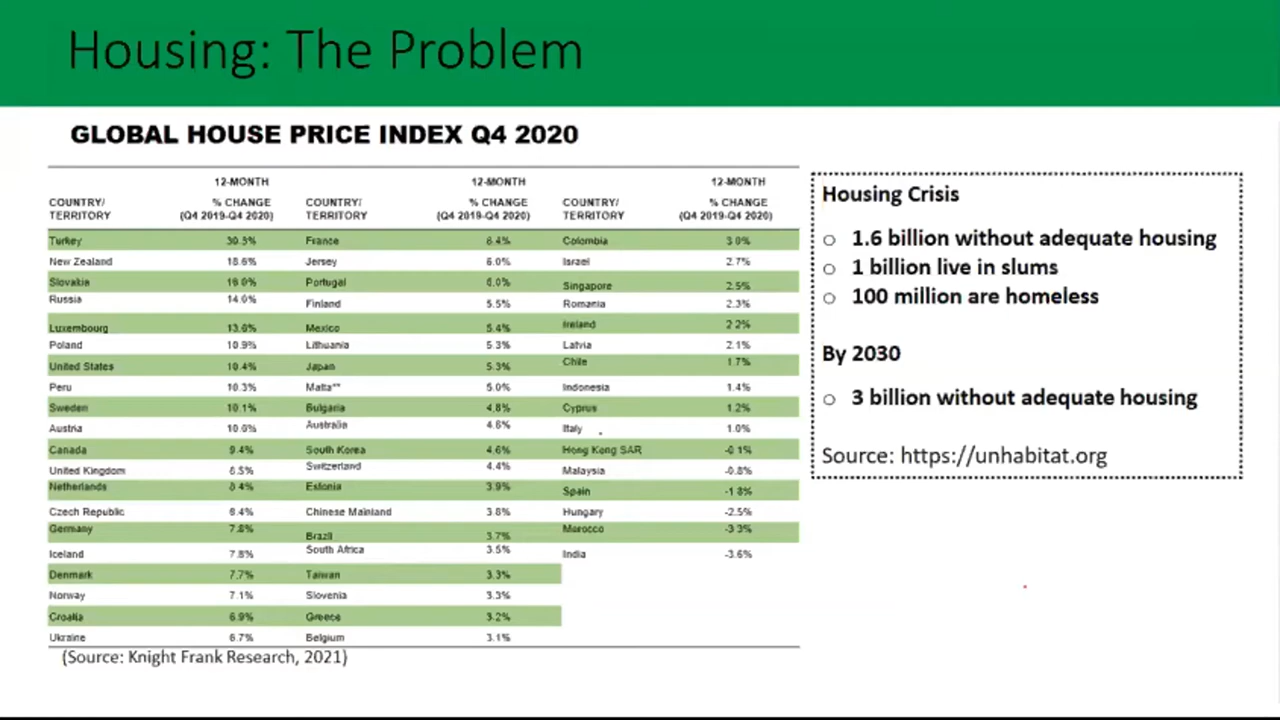 Housing: The Problem
GLOBAL HOUSE PRICE INDEX Q4 2020
12-MONTH 12-MONTH 12-MONTH
COUNTRY/ % CHANGE COUNTRY/ % CHANGE COUNTRY/ % CHANGE
TERRITORY (Q4 2019-Q4 2020) TERRITORY (Q4 2019-Q4 2020) TERRITORY (Q4 2019-Q4 2020)
Turkey 30.3% France 6.4% Colombia 3.0%
New Zealand 18.6% Jersey 6.0% Israel 2.7%
Slovakia 16.0% Portugal 6.0% Singapore 2.5%
Russia 14.0% Finland 5.5% Romania 2.3%
Luxembourg 13.6% Mexico 5.4% Ireland 2.2%
Poland 10.9% Lithuania 5.3% Latvia 2.1%
United States 10.4% Japan 5.3% Chile 1.7%
Peru 10.3% Malta** 5.0% Indonesia 1.4%
Sweden 10.1% Bulgaria 4.8% Cyprus 1.2%
Austria 10.0% Australia Italy 1.0%
Canada 9.4% South Korea 4.6% Hong Kong SAR -0.1%
United Kingdom 8.5% Switzerland 4.4% Malaysia -0.8%
Netherlands 8.4% Estonia 3.9% Spain -1.8%
Czech Republic 8.4% Chinese Mainland 3.8% Hungary -2.5%
Germany 7.8% Brazil 3.7% Morocco -3.3%
Iceland 7.8% South Africa 3.5% India -3.6%
Denmark 7.7% Taiwan 3.3%
Norway 7.1% Slovenia 3.3%
Croatia 6.9% Greece 3.2%
Ukraine 6.7% Belgium 3.1%
(Source: Knight Frank Research, 2021)
Housing Crisis
○ 1.6 billion without adequate housing
○ 1 billion live in slums
○ 100 million are homeless
By 2030
○ 3 billion without adequate housing
Source: https://unhabitat.org